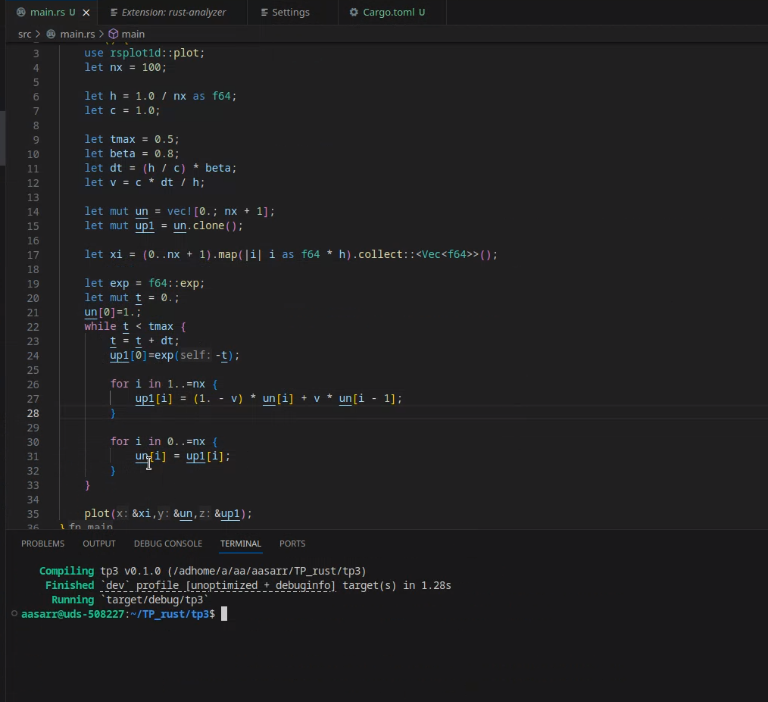 main.rs U × Extension: rust-analyzer Settings Cargo.toml U
src > main.rs > main
3 use rsplot1d::plot;
4 let nx = 100;
5
6 let h = 1.0 / nx as f64;
7 let c = 1.0;
8
9 let tmax = 0.5;
10 let beta = 0.8;
11 let dt = (h / c) * beta;
12 let v = c * dt / h;
13
14 let mut un = vec![0.; nx + 1];
15 let mut up1 = un.clone();
16
17 let xi = (0..nx + 1).map(|i| i as f64 * h).collect::<Vec<f64>>();
18
19 let exp = f64::exp;
20 let mut t = 0.;
21 un[0]=1.;
22 while t < tmax {
23 t = t + dt;
24 up1[0]=exp(self: -t);
25
26 for i in 1..=nx {
27 up1[i] = (1. - v) * un[i] + v * un[i - 1];
28 }
29
30 for i in 0..=nx {
31 un[i] = up1[i];
32 }
33 }
34
35 plot(x: &xi,y: &un,z: &up1);
36 } fn main
PROBLEMS OUTPUT DEBUG CONSOLE TERMINAL PORTS
Compiling tp3 v0.1.0 (/adhome/a/aa/aasarr/TP_rust/tp3)
Finished `dev` profile [unoptimized + debuginfo] target(s) in 1.28s
Running `target/debug/tp3`
aasarr@uds-508227:~/TP_rust/tp3$